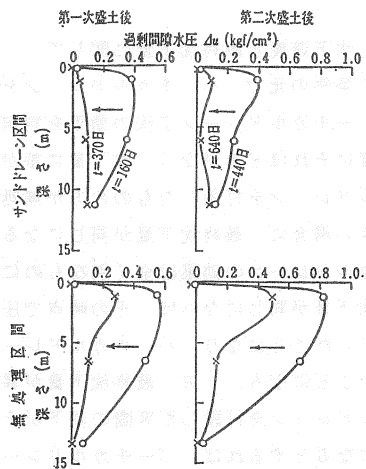 第一次盛土後 第二次盛土後
過剰間隙水圧 Δu (kgf/cm²)
0 0.2 0.4 0.6 0 0.2 0.4 0.6
0
5
10
15
サンドドレーン区間
深さ (m)
t=370日
t=160日
t=640日
t=440日
0 0.2 0.4 0.6 0 0.2 0.4 0.6 0.8 1.0
0
5
10
15
無処理区間
深さ (m)